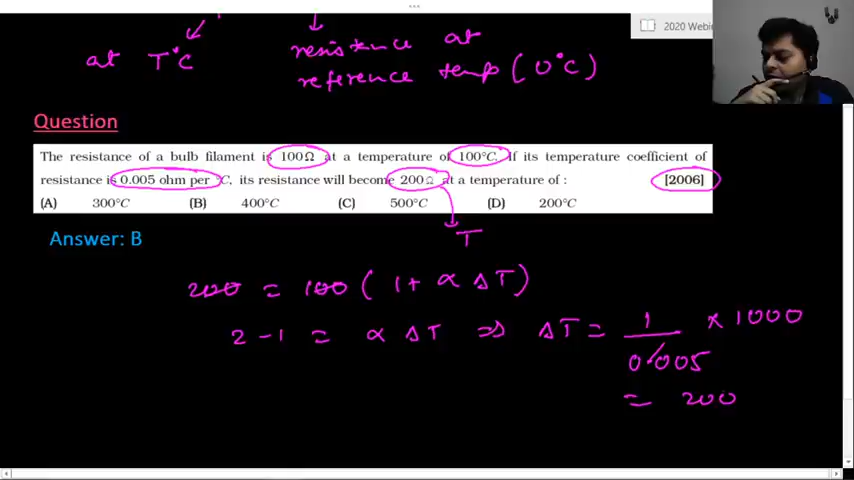 2020 Webi
at T°C
resistence at
reference temp (0°C)
Question
The resistance of a bulb filament is 100Ω at a temperature of 100°C. If its temperature coefficient of
resistance is 0.005 ohm per °C, its resistance will become 200Ω at a temperature of : [2006]
(A) 300°C (B) 400°C (C) 500°C (D) 200°C
T
Answer: B
200 = 100 (1+ α ΔT)
2 -1 = α ΔT ⇒ ΔT = 1/0.005 × 1000
= 200